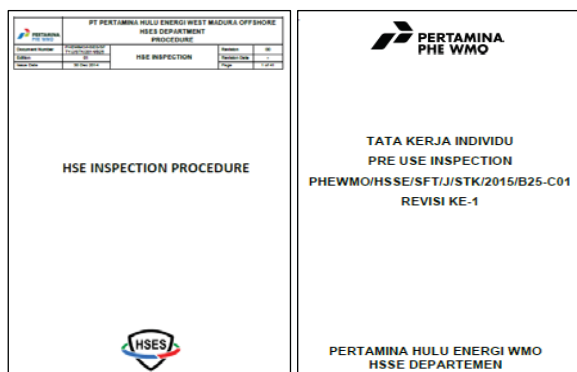 PERTAMINA
PHE WMO
PT PERTAMINA HULU ENERGI WEST MADURA OFFSHORE
HSES DEPARTMENT
PROCEDURE
Document Number
Edition
Issue Date
HSE INSPECTION
Revision 00
Revision Date -
Page
HSE INSPECTION PROCEDURE
HSES
PERTAMINA
PHE WMO
TATA KERJA INDIVIDU
PRE USE INSPECTION
PHEWMO/HSSE/SFT/J/STK/2015/B25-C01
REVISI KE-1
PERTAMINA HULU ENERGI WMO
HSSE DEPARTEMEN